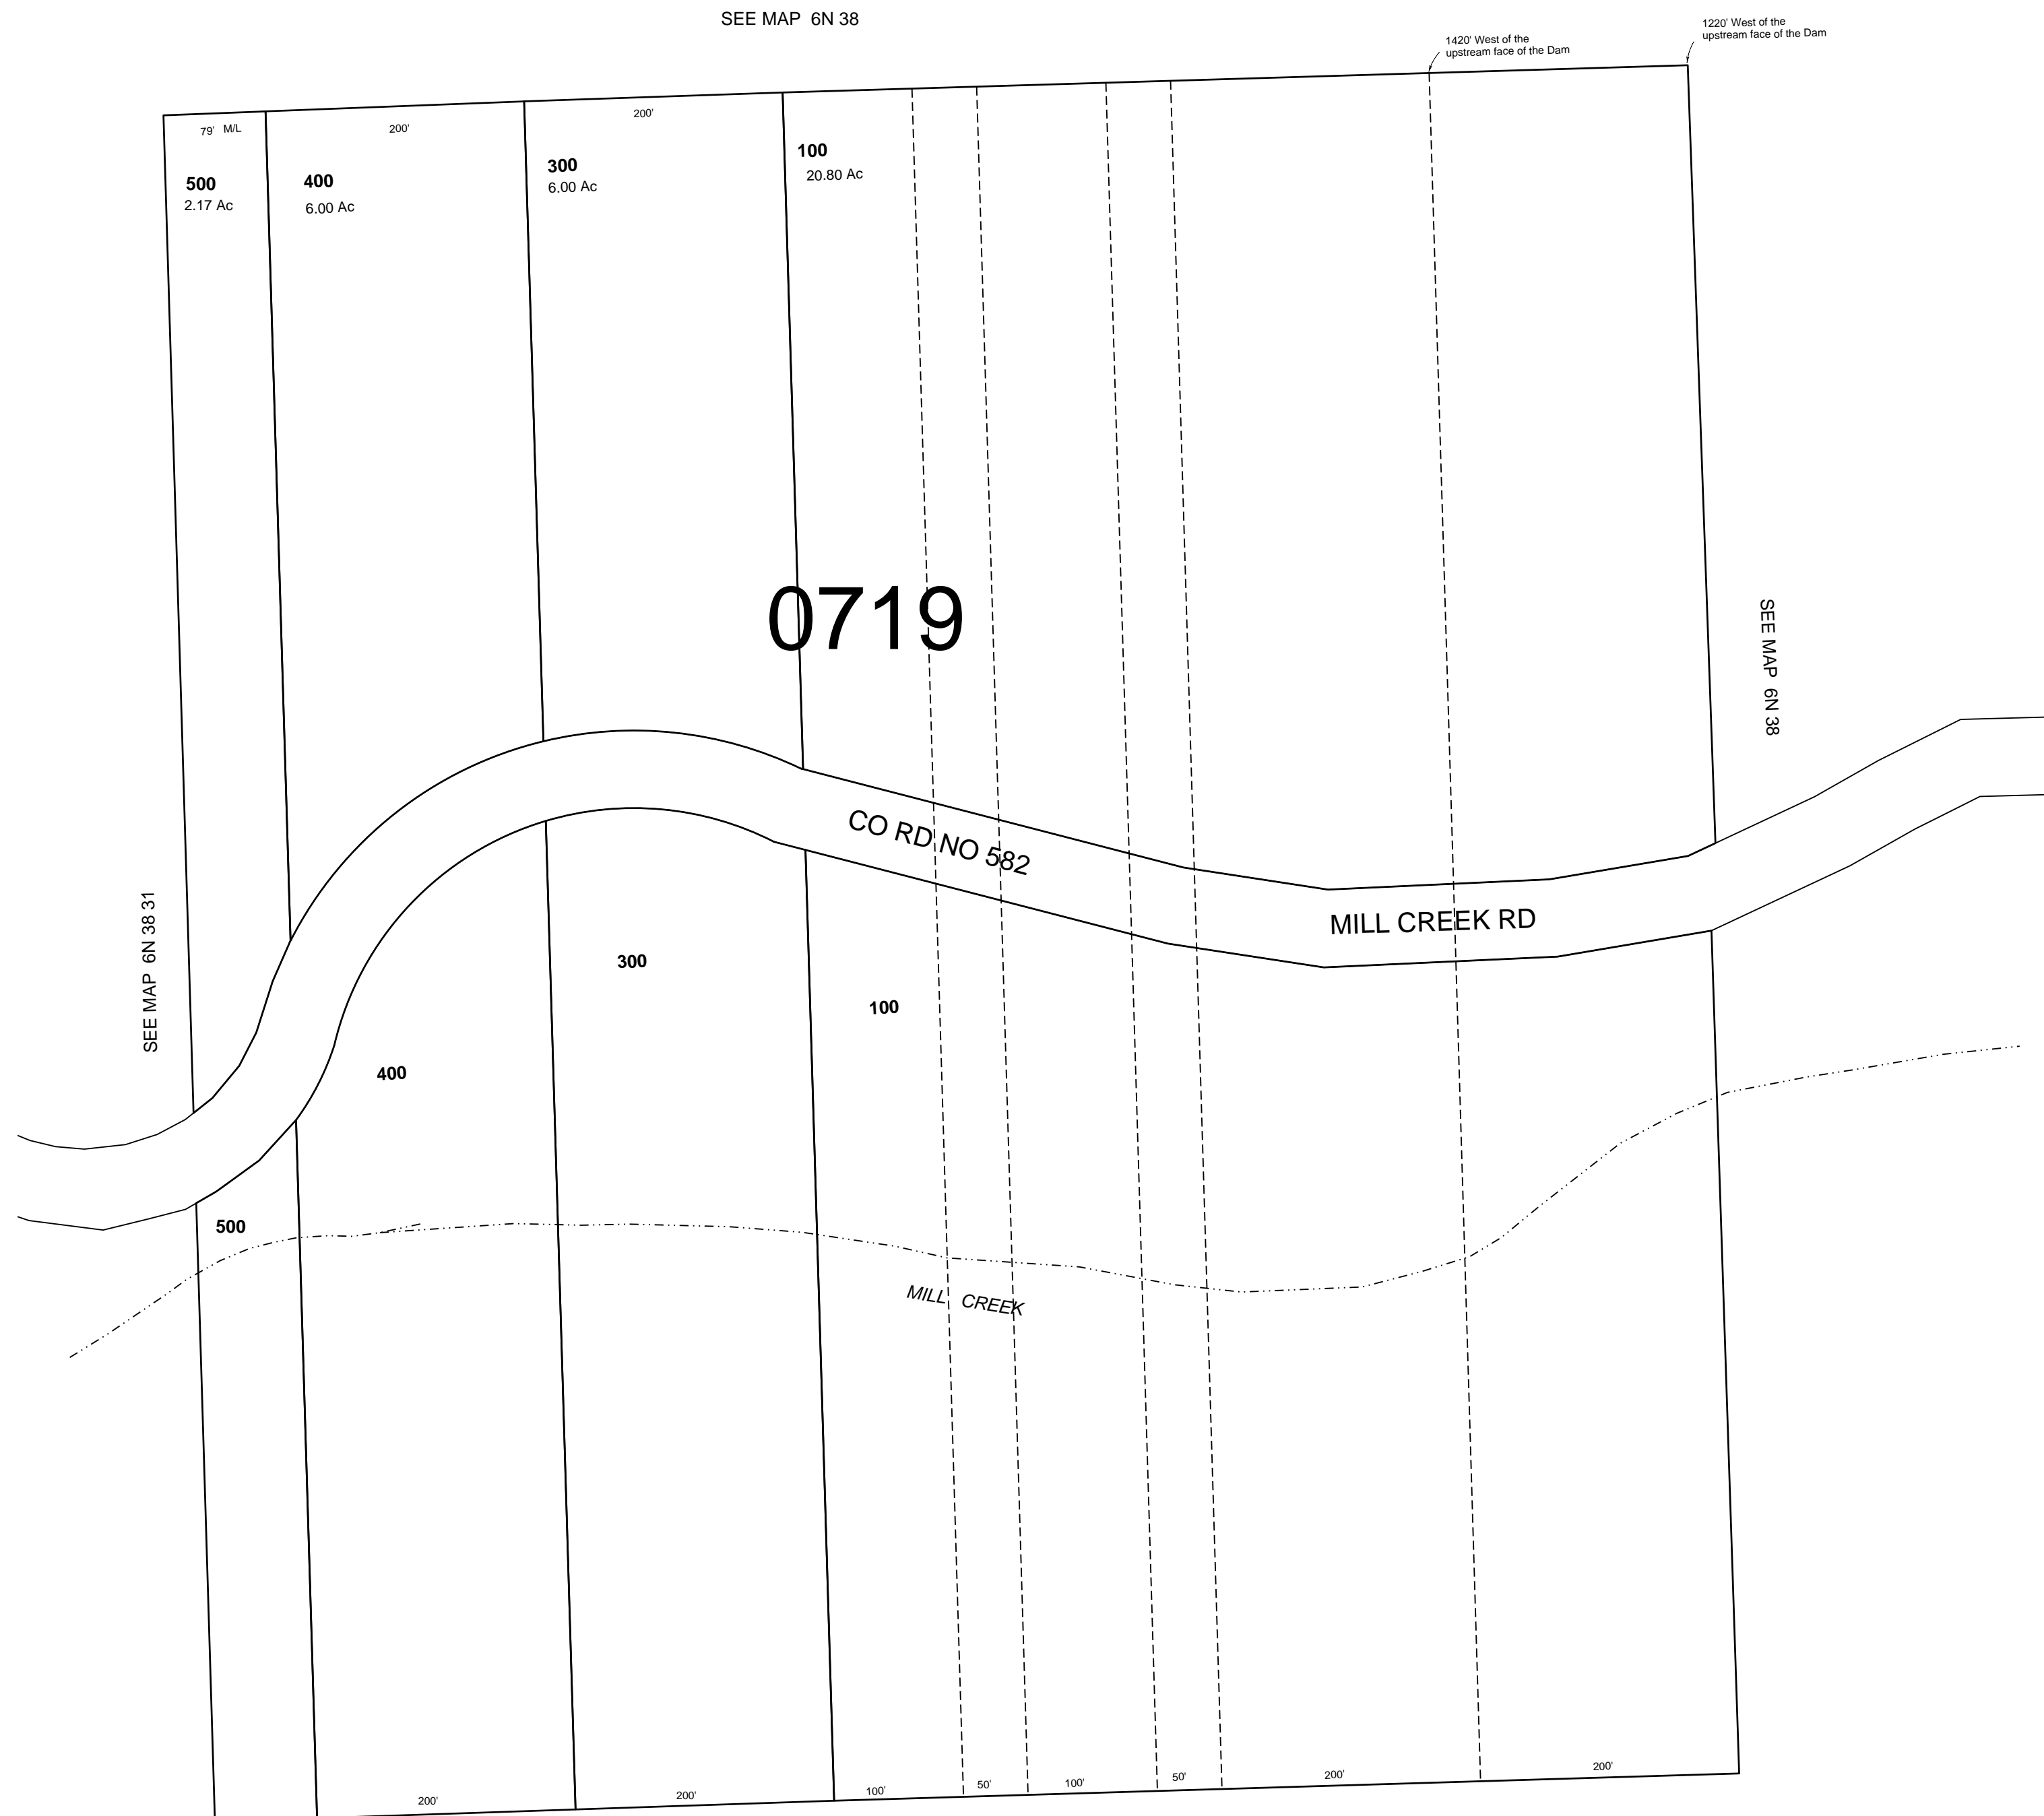 SEE MAP 6N 38
1220' West of the
upstream face of the Dam
1420' West of the
upstream face of the Dam
79' M/L
200'
200'
500
2.17 Ac
400
6.00 Ac
300
6.00 Ac
100
20.80 Ac
0719
SEE MAP 6N 38
CO RD NO 582
MILL CREEK RD
SEE MAP 6N 38 31
300
100
400
500
MILL CREEK
200'
200'
100'
50'
100'
50'
200'
200'